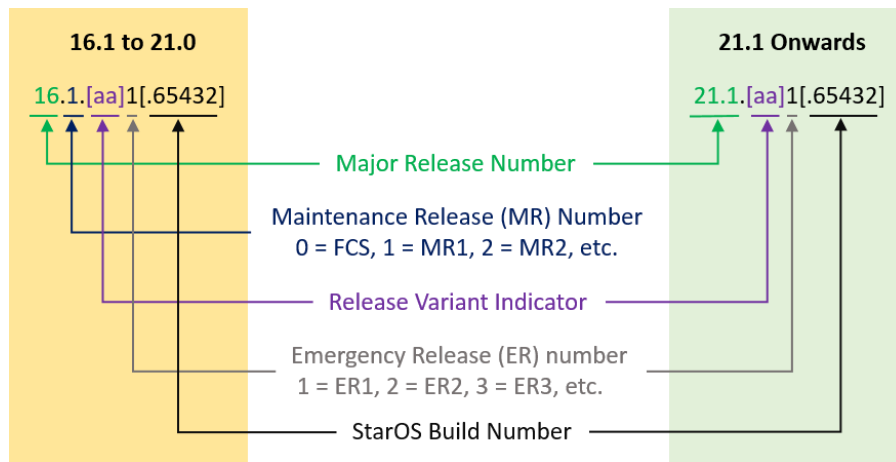 16.1 to 21.0
21.1 Onwards
16.1.[aa]1[.65432]
21.1.[aa]1[.65432]
Major Release Number
Maintenance Release (MR) Number
0 = FCS, 1 = MR1, 2 = MR2, etc.
Release Variant Indicator
Emergency Release (ER) number
1 = ER1, 2 = ER2, 3 = ER3, etc.
StarOS Build Number